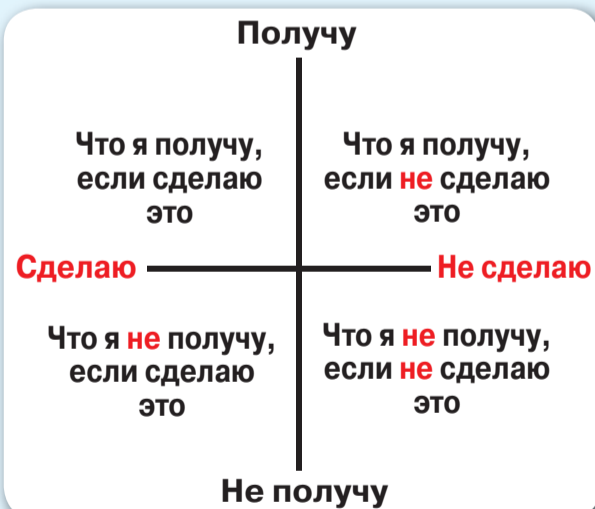 Получу
Что я получу,
если сделаю
это
Что я получу,
если не сделаю
это
Сделаю
Не сделаю
Что я не получу,
если сделаю
это
Что я не получу,
если не сделаю
это
Не получу